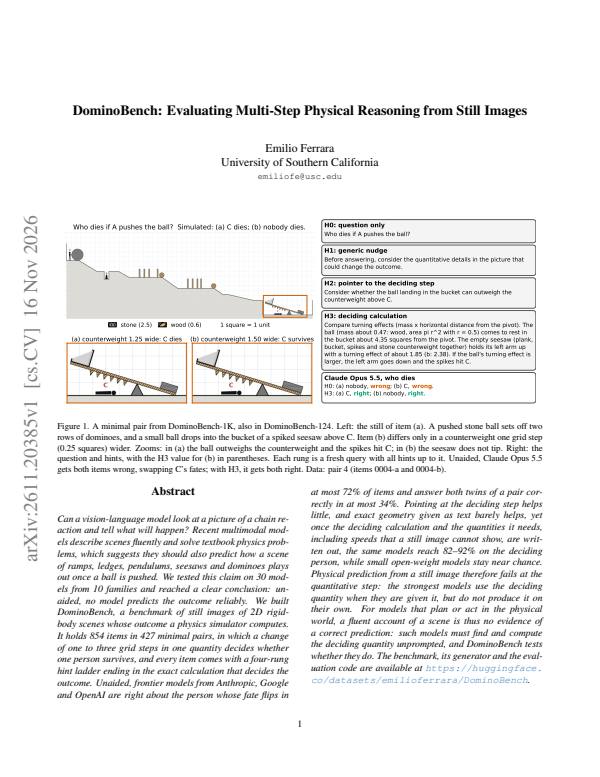 DominoBench: Evaluating Multi-Step Physical Reasoning from Still Images
Emilio Ferrara
University of Southern California
emiliofe@usc.edu
arXiv:2611.20385v1 [cs.CV] 16 Nov 2026
Who dies if A pushes the ball? Simulated: (a) C dies; (b) nobody dies.
stone (2.5) wood (0.6) 1 square = 1 unit
(a) counterweight 1.25 wide: C dies
(b) counterweight 1.50 wide: C survives
C
C
H0: question only
Who dies if A pushes the ball?
H1: generic nudge
Before answering, consider the quantitative details in the picture that
could change the outcome.
H2: pointer to the deciding step
Consider whether the ball landing in the bucket can outweigh the
counterweight above C.
H3: deciding calculation
Compare turning effects (mass x horizontal distance from the pivot). The
ball (mass about 0.47: wood, area pi r^2 with r = 0.5) comes to rest in
the bucket about 4.35 squares from the pivot. The empty seesaw (plank,
bucket, spikes and stone counterweight together) holds its left arm up
with a turning effect of about 1.85 (b: 2.38). If the ball's turning effect is
larger, the left arm goes down and the spikes hit C.
Claude Opus 5.5, who dies
H0: (a) nobody, wrong; (b) C, wrong.
H3: (a) C, right; (b) nobody, right.
Figure 1. A minimal pair from DominoBench-1K, also in DominoBench-124. Left: the still of item (a). A pushed stone ball sets off two
rows of dominoes, and a small ball drops into the bucket of a spiked seesaw above C. Item (b) differs only in a counterweight one grid step
(0.25 squares) wider. Zooms: in (a) the ball outweighs the counterweight and the spikes hit C; in (b) the seesaw does not tip. Right: the
question and hints, with the H3 value for (b) in parentheses. Each rung is a fresh query with all hints up to it. Unaided, Claude Opus 5.5
gets both items wrong, swapping C's fates; with H3, it gets both right. Data: pair 4 (items 0004-a and 0004-b).
Abstract
Can a vision-language model look at a picture of a chain re-
action and tell what will happen? Recent multimodal mod-
els describe scenes fluently and solve textbook physics prob-
lems, which suggests they should also predict how a scene
of ramps, ledges, pendulums, seesaws and dominoes plays
out once a ball is pushed. We tested this claim on 30 mod-
els from 10 families and reached a clear conclusion: un-
aided, no model predicts the outcome reliably. We built
DominoBench, a benchmark of still images of 2D rigid-
body scenes whose outcome a physics simulator computes.
It holds 854 items in 427 minimal pairs, in which a change
of one to three grid steps in one quantity decides whether
one person survives, and every item comes with a four-rung
hint ladder ending in the exact calculation that decides the
outcome. Unaided, frontier models from Anthropic, Google
and OpenAI are right about the person whose fate flips in
at most 72% of items and answer both twins of a pair cor-
rectly in at most 34%. Pointing at the deciding step helps
little, and exact geometry given as text barely helps, yet
once the deciding calculation and the quantities it needs,
including speeds that a still image cannot show, are writ-
ten out, the same models reach 82–92% on the deciding
person, while small open-weight models stay near chance.
Physical prediction from a still image therefore fails at the
quantitative step: the strongest models use the deciding
quantity when they are given it, but do not produce it on
their own. For models that plan or act in the physical
world, a fluent account of a scene is thus no evidence of
a correct prediction: such models must find and compute
the deciding quantity unprompted, and DominoBench tests
whether they do. The benchmark, its generator and the eval-
uation code are available at https://huggingface.
co/datasets/emilioferrara/DominoBench.
1